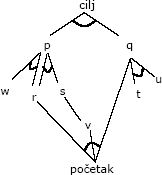 cilj
p q
w r s t u
v
početak